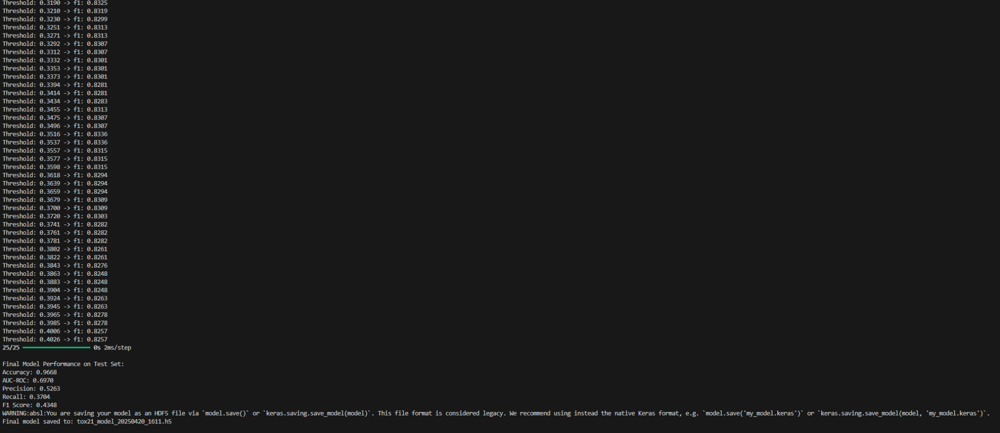 Threshold: 0.3190 -> f1: 0.8325
Threshold: 0.3210 -> f1: 0.8319
Threshold: 0.3230 -> f1: 0.8299
Threshold: 0.3251 -> f1: 0.8313
Threshold: 0.3271 -> f1: 0.8313
Threshold: 0.3292 -> f1: 0.8307
Threshold: 0.3312 -> f1: 0.8307
Threshold: 0.3332 -> f1: 0.8301
Threshold: 0.3353 -> f1: 0.8301
Threshold: 0.3373 -> f1: 0.8301
Threshold: 0.3394 -> f1: 0.8281
Threshold: 0.3414 -> f1: 0.8281
Threshold: 0.3434 -> f1: 0.8283
Threshold: 0.3455 -> f1: 0.8313
Threshold: 0.3475 -> f1: 0.8307
Threshold: 0.3496 -> f1: 0.8307
Threshold: 0.3516 -> f1: 0.8336
Threshold: 0.3537 -> f1: 0.8336
Threshold: 0.3557 -> f1: 0.8315
Threshold: 0.3577 -> f1: 0.8315
Threshold: 0.3598 -> f1: 0.8315
Threshold: 0.3618 -> f1: 0.8294
Threshold: 0.3639 -> f1: 0.8294
Threshold: 0.3659 -> f1: 0.8294
Threshold: 0.3679 -> f1: 0.8309
Threshold: 0.3700 -> f1: 0.8309
Threshold: 0.3720 -> f1: 0.8303
Threshold: 0.3741 -> f1: 0.8282
Threshold: 0.3761 -> f1: 0.8282
Threshold: 0.3781 -> f1: 0.8282
Threshold: 0.3802 -> f1: 0.8261
Threshold: 0.3822 -> f1: 0.8261
Threshold: 0.3843 -> f1: 0.8276
Threshold: 0.3863 -> f1: 0.8248
Threshold: 0.3883 -> f1: 0.8248
Threshold: 0.3904 -> f1: 0.8248
Threshold: 0.3924 -> f1: 0.8263
Threshold: 0.3945 -> f1: 0.8263
Threshold: 0.3965 -> f1: 0.8278
Threshold: 0.3985 -> f1: 0.8278
Threshold: 0.4006 -> f1: 0.8257
Threshold: 0.4026 -> f1: 0.8257
25/25 0s 2ms/step
Final Model Performance on Test Set:
Accuracy: 0.9668
AUC-ROC: 0.6970
Precision: 0.5263
Recall: 0.3704
F1 Score: 0.4348
WARNING:absl:You are saving your model as an HDF5 file via `model.save()` or `keras.saving.save_model(model)`. This file format is considered legacy. We recommend using instead the native Keras format, e.g. `model.save('my_model.keras')` or `keras.saving.save_model(model, 'my_model.keras')`.
Final model saved to: tox21_model_20250420_1611.h5